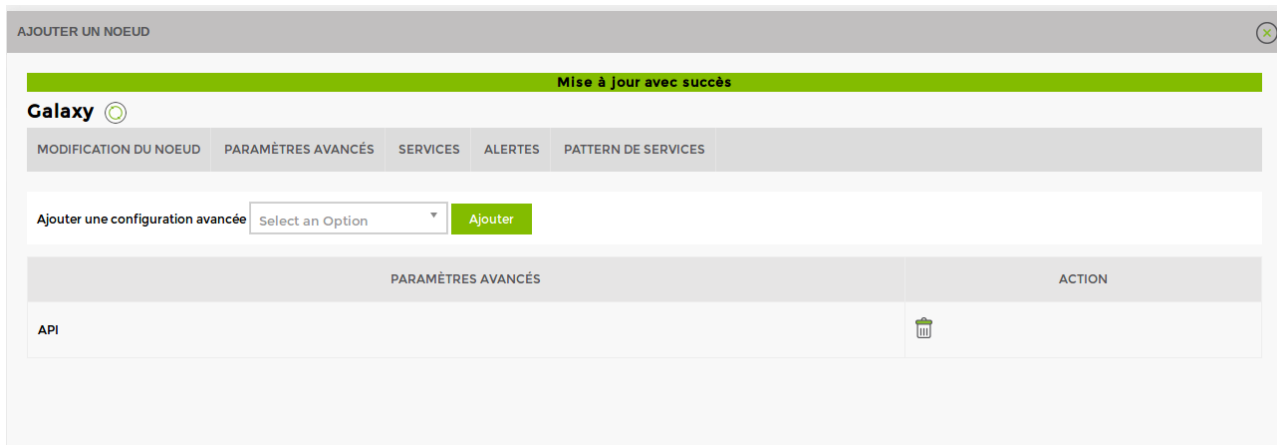 AJOUTER UN NOEUD
Mise à jour avec succès
Galaxy
MODIFICATION DU NOEUD PARAMÈTRES AVANCÉS SERVICES ALERTES PATTERN DE SERVICES
Ajouter une configuration avancée Select an Option Ajouter
PARAMÈTRES AVANCÉS ACTION
API